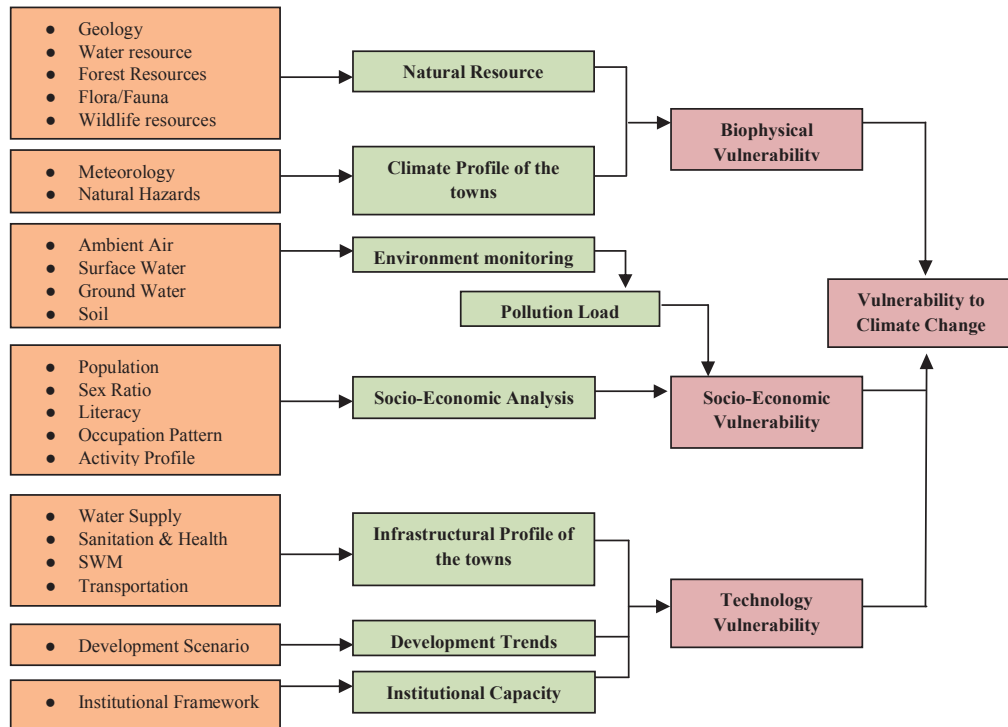 ● Geology
● Water resource
● Forest Resources
● Flora/Fauna
● Wildlife resources
Natural Resource
● Meteorology
● Natural Hazards
Climate Profile of the
towns
Biophysical
Vulnerability
● Ambient Air
● Surface Water
● Ground Water
● Soil
Environment monitoring
Pollution Load
Vulnerability to
Climate Change
● Population
● Sex Ratio
● Literacy
● Occupation Pattern
● Activity Profile
Socio-Economic Analysis
Socio-Economic
Vulnerability
● Water Supply
● Sanitation & Health
● SWM
● Transportation
Infrastructural Profile of
the towns
● Development Scenario
Development Trends
● Institutional Framework
Institutional Capacity
Technology
Vulnerability